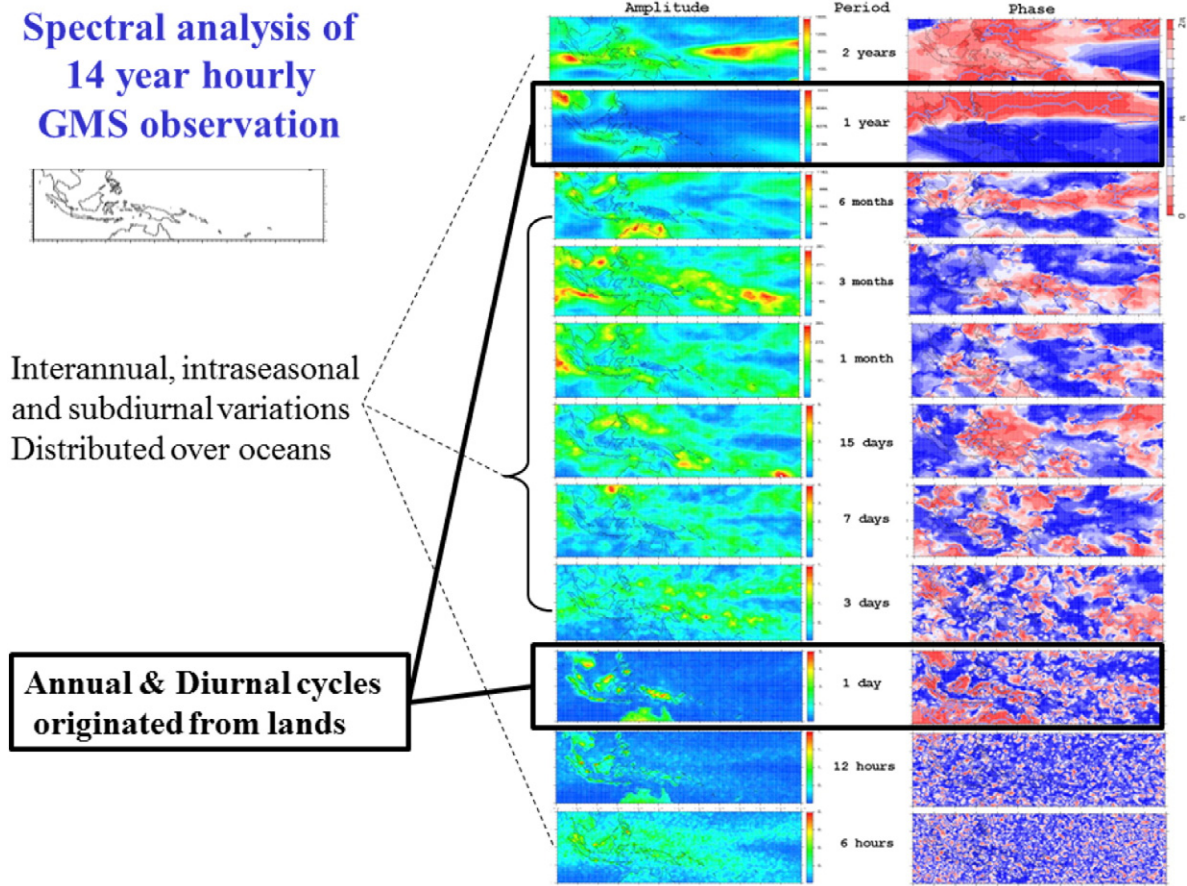 Spectral analysis of
14 year hourly
GMS observation
Interannual, intraseasonal
and subdiurnal variations
Distributed over oceans
Annual & Diurnal cycles
originated from lands
Amplitude Period Phase
2 years
1 year
6 months
3 months
1 month
15 days
7 days
3 days
1 day
12 hours
6 hours
2π
π
0